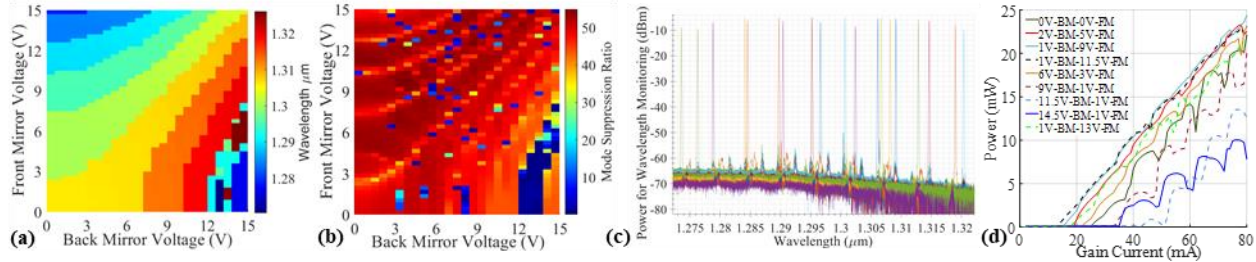 (a)
Front Mirror Voltage (V)
15
12
9
6
3
0
0 3 6 9 12 15
Back Mirror Voltage (V)
1.32
1.31
1.3
1.29
1.28
Wavelength μm
(b)
Front Mirror Voltage (V)
15
12
9
6
3
0
0 3 6 9 12 15
Back Mirror Voltage (V)
50
40
30
20
10
0
Mode Suppression Ratio
(c)
Power for Wavelength Monitoring (dBm)
-10
-20
-30
-40
-50
-60
-70
-80
1.275 1.28 1.285 1.29 1.295 1.3 1.305 1.31 1.315 1.32
Wavelength (μm)
(d)
Power (mW)
25
20
15
10
5
0
0V-BM-0V-FM
2V-BM-5V-FM
1V-BM-9V-FM
1V-BM-11.5V-FM
6V-BM-3V-FM
9V-BM-1V-FM
11.5V-BM-1V-FM
14.5V-BM-1V-FM
1V-BM-13V-FM
0 20 40 60 80
Gain Current (mA)